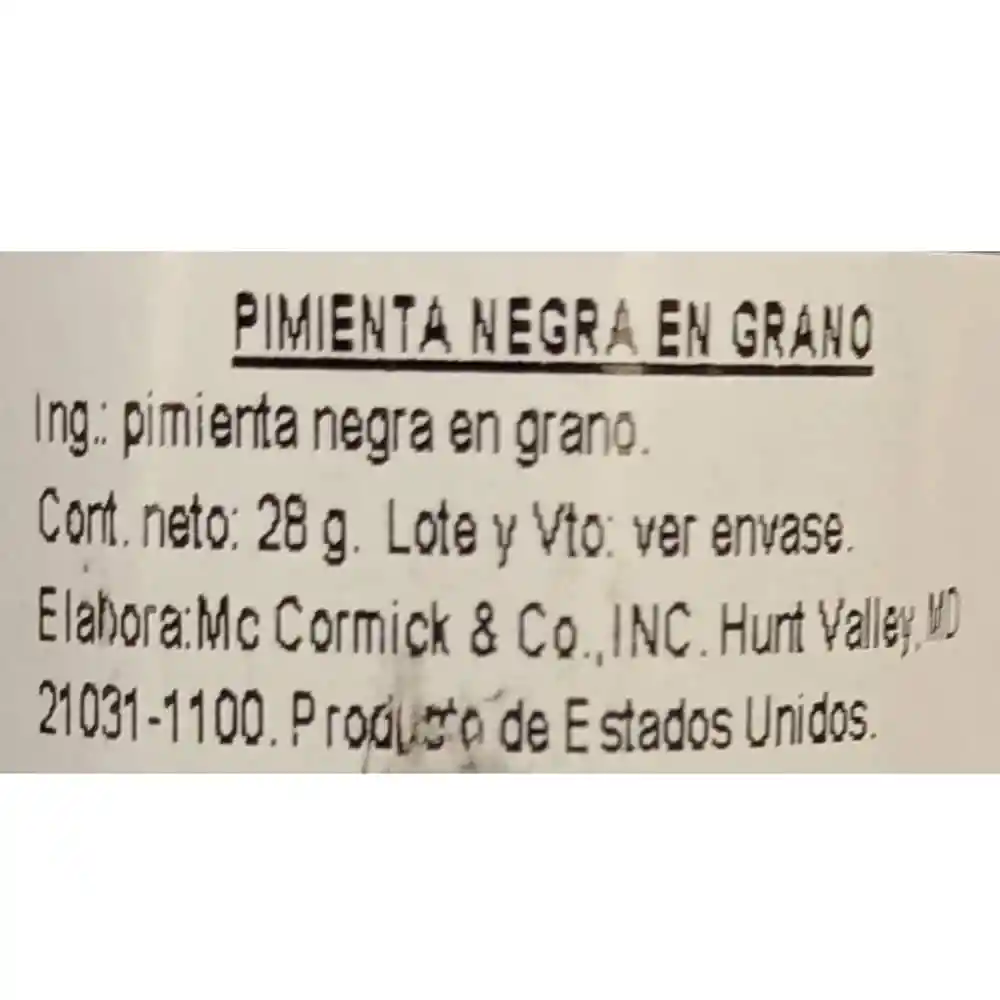 PIMIENTA NEGRA EN GRANO
Ing.: pimienta negra en grano.
Cont. neto: 28 g. Lote y Vto: ver envase.
Elabora:Mc Cormick & Co.,INC. Hunt Valley, MD
21031-1100. Producto de Estados Unidos.